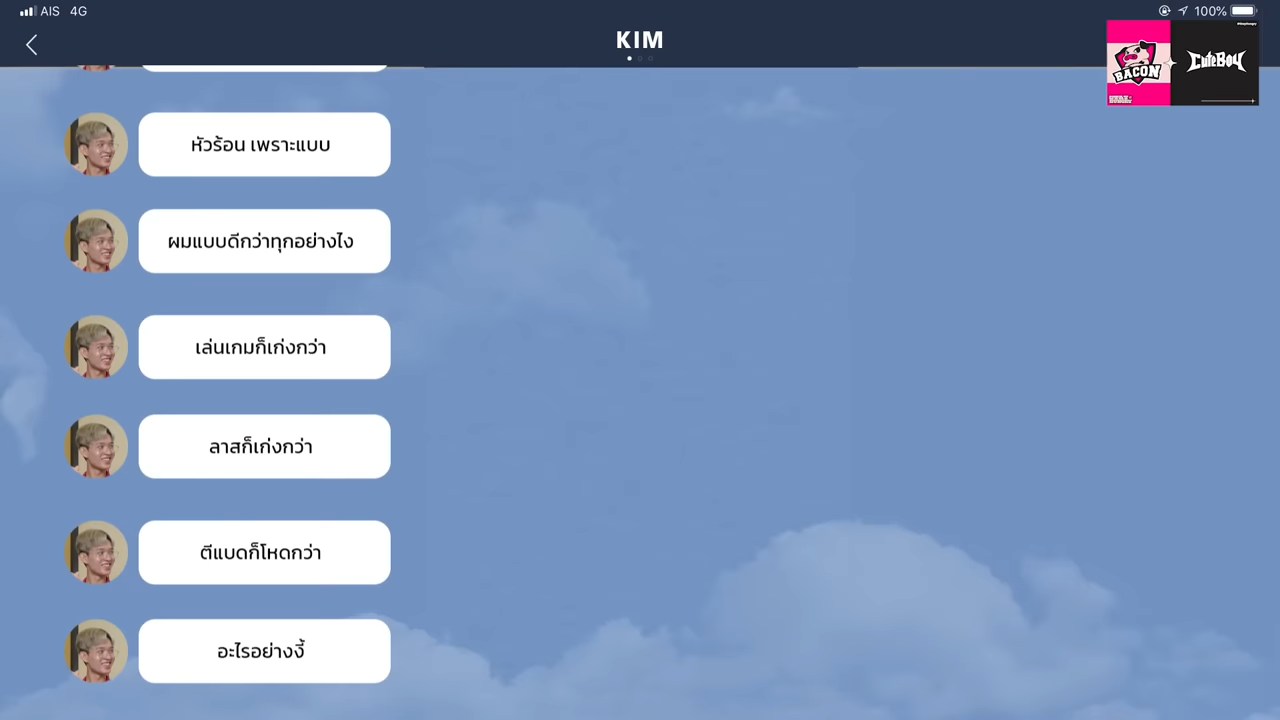 AIS 4G
100%
KIM
BACON
CuteBoy
หัวร้อน เพราะแบบ
ผมแบบดีกว่าทุกอย่างไง
เล่นเกมก็เก่งกว่า
ลาสก็เก่งกว่า
ตีแบดก็โหดกว่า
อะไรอย่างงี้